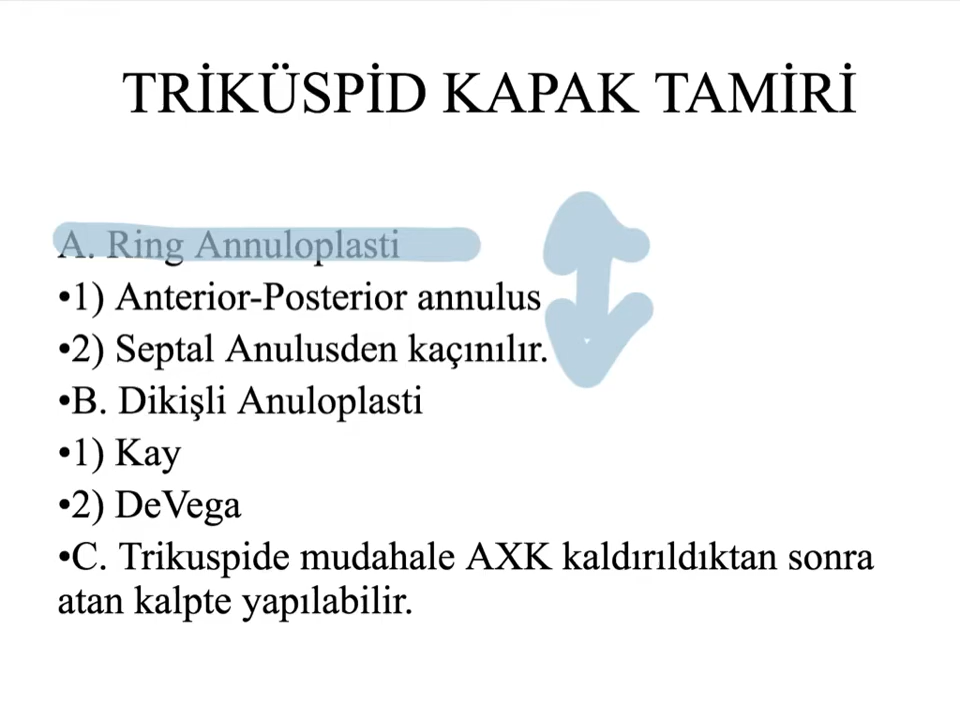 TRİKÜSPİD KAPAK TAMİRİ
A. Ring Annuloplasti
•1) Anterior-Posterior annulus
•2) Septal Anulusden kaçınılır.
•B. Dikişli Anuloplasti
•1) Kay
•2) DeVega
•C. Trikuspide mudahale AXK kaldırıldıktan sonra
atan kalpte yapılabilir.